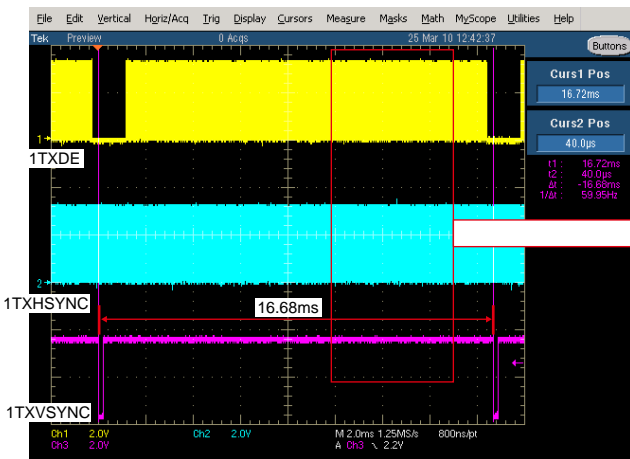 File Edit Vertical Horiz/Acq Trig Display Cursors Measure Masks Math MyScope Utilities Help
Tek Preview 0 Acqs 25 Mar 10 12:42:37
Buttons
Curs1 Pos
16.72ms
Curs2 Pos
40.0µs
t1: 16.72ms
t2: 40.0µs
Δt: -16.68ms
1/Δt: 59.95Hz
1
1TXDE
2
1TXHSYNC
16.68ms
1TXVSYNC
Ch1 2.0V Ch2 2.0V M 2.0ms 1.25MS/s 800ns/pt
Ch3 2.0V A Ch3 \ 2.2V